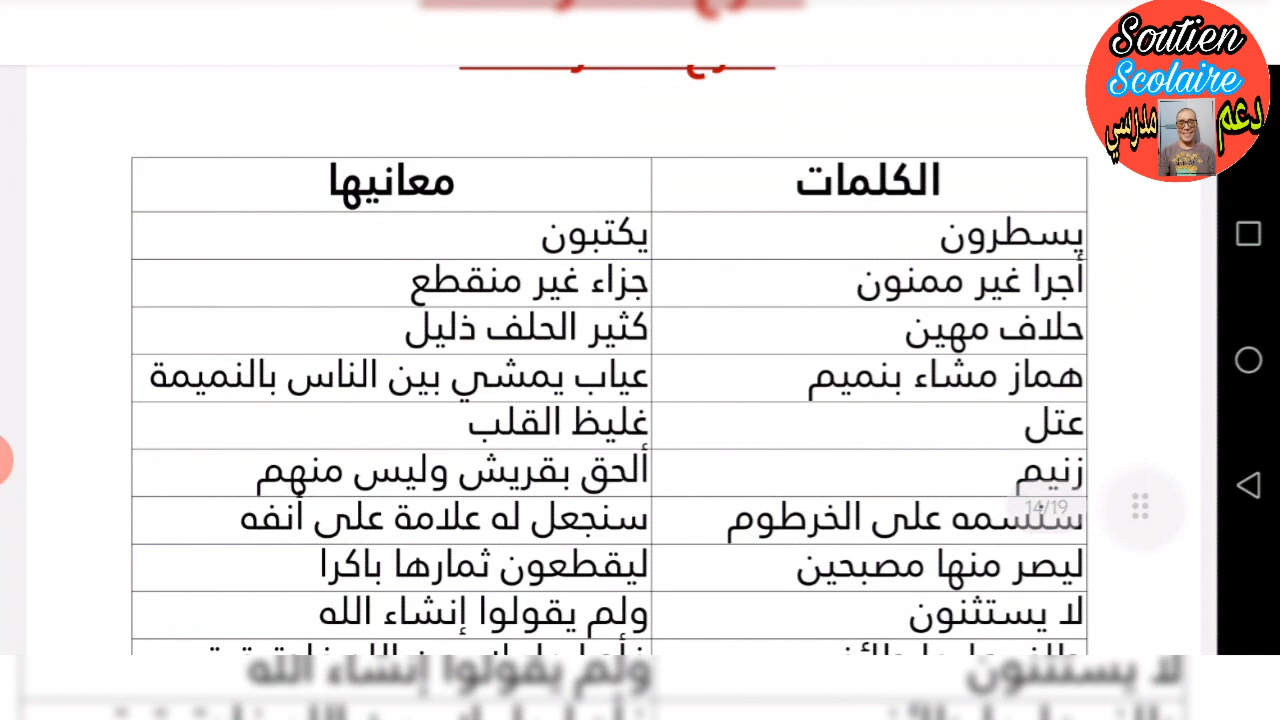 Soutien
Scolaire
دعم مدرسي
الكلمات معانيها
يسطرون يكتبون
أجرا غير ممنون جزاء غير منقطع
حلاف مهين كثير الحلف ذليل
هماز مشاء بنميم عياب يمشي بين الناس بالنميمة
عتل غليظ القلب
زنيم ألحق بقريش وليس منهم
سنسمه على الخرطوم سنجعل له علامة على أنفه
14/19
ليصر منها مصبحين ليقطعون ثمارها باكرا
لا يستثنون ولم يقولوا إنشاء الله
لا يستثنون ولم يقولوا إنشاء الله